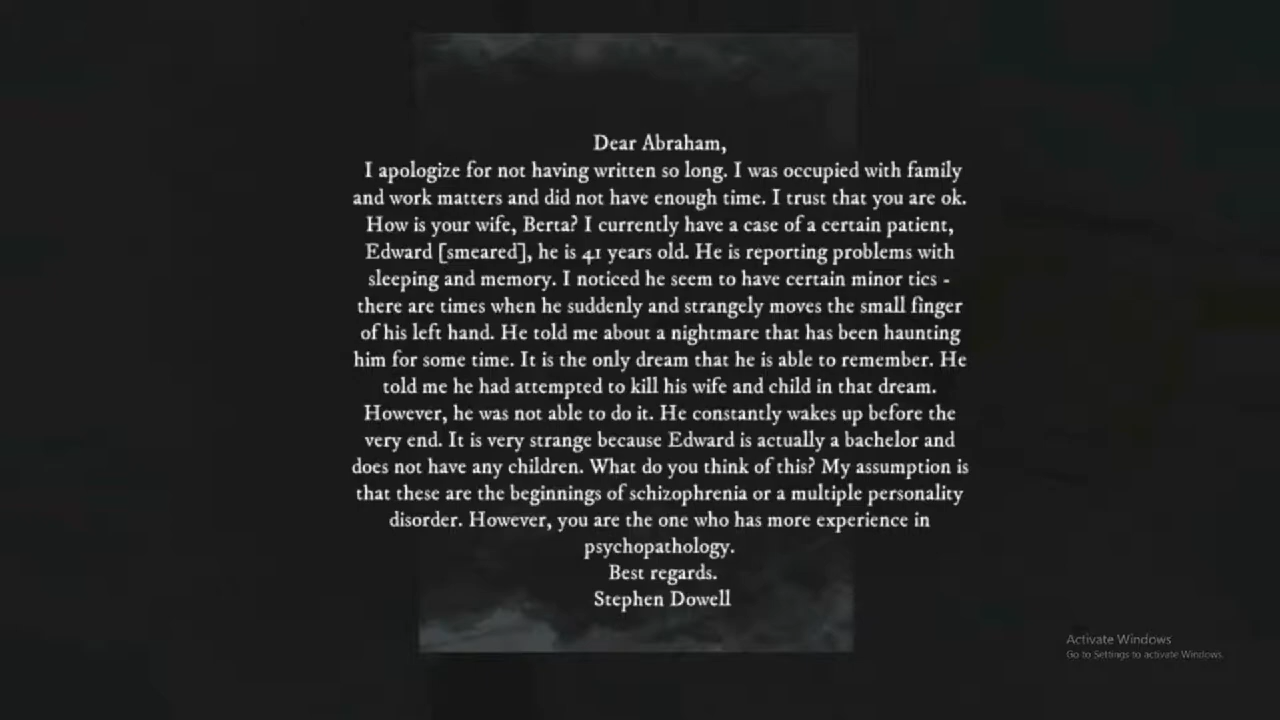 Dear Abraham,
I apologize for not having written so long. I was occupied with family
and work matters and did not have enough time. I trust that you are ok.
How is your wife, Berta? I currently have a case of a certain patient,
Edward [smeared], he is 41 years old. He is reporting problems with
sleeping and memory. I noticed he seem to have certain minor tics -
there are times when he suddenly and strangely moves the small finger
of his left hand. He told me about a nightmare that has been haunting
him for some time. It is the only dream that he is able to remember. He
told me he had attempted to kill his wife and child in that dream.
However, he was not able to do it. He constantly wakes up before the
very end. It is very strange because Edward is actually a bachelor and
does not have any children. What do you think of this? My assumption is
that these are the beginnings of schizophrenia or a multiple personality
disorder. However, you are the one who has more experience in
psychopathology.
Best regards.
Stephen Dowell
Activate Windows
Go to Settings to activate Windows.